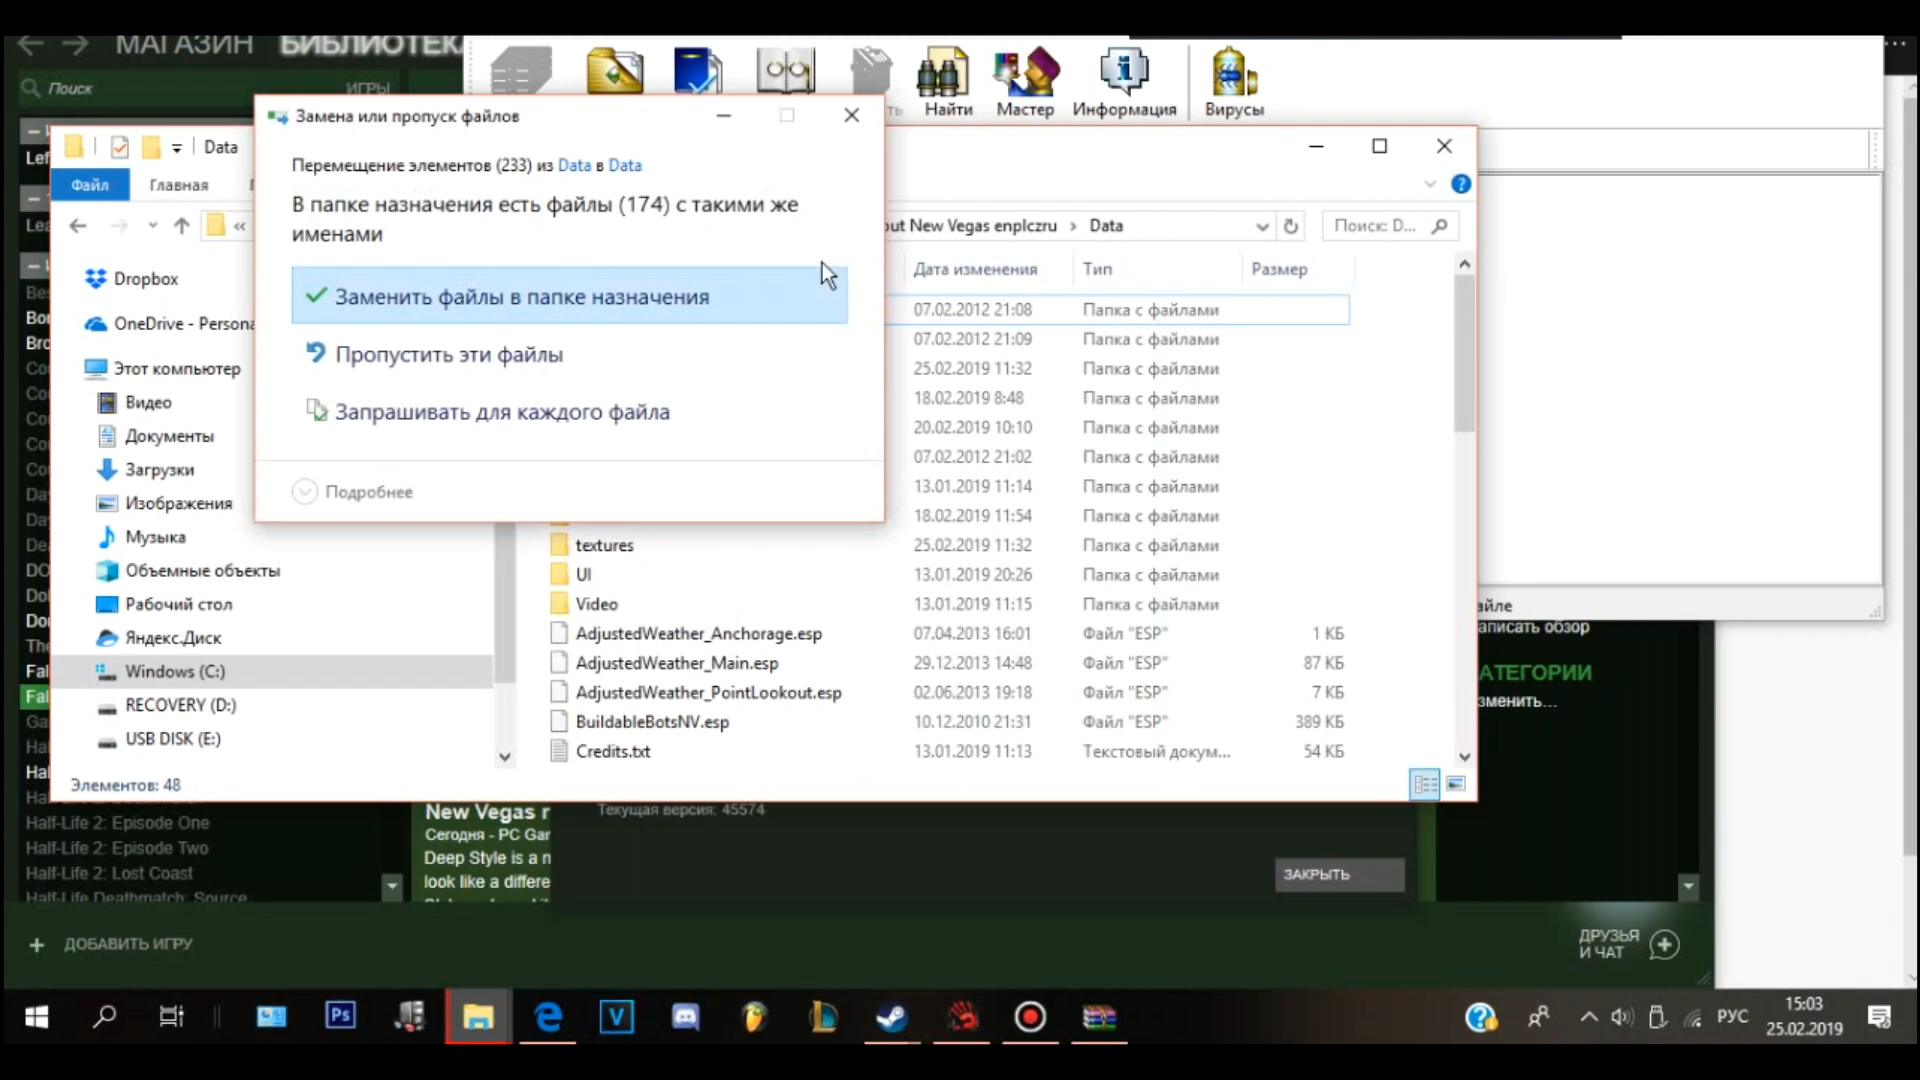 МАГАЗИН БИБЛИОТЕКА
Поиск
ИГРЫ
Найти
Мастер
Информация
Вирусы
Замена или пропуск файлов
Перемещение элементов (233) из Data в Data
В папке назначения есть файлы (174) с такими же
именами
Заменить файлы в папке назначения
Пропустить эти файлы
Запрашивать для каждого файла
Подробнее
Data
Файл
Главная
out New Vegas enplczru > Data
Поиск: D...
Dropbox
OneDrive - Persona
Этот компьютер
Видео
Документы
Загрузки
Изображения
Музыка
Объемные объекты
Рабочий стол
Яндекс.Диск
Windows (C:)
RECOVERY (D:)
USB DISK (E:)
Элементов: 48
Дата изменения Тип Размер
07.02.2012 21:08 Папка с файлами
07.02.2012 21:09 Папка с файлами
25.02.2019 11:32 Папка с файлами
18.02.2019 8:48 Папка с файлами
20.02.2019 10:10 Папка с файлами
07.02.2012 21:02 Папка с файлами
13.01.2019 11:14 Папка с файлами
18.02.2019 11:54 Папка с файлами
textures 25.02.2019 11:32 Папка с файлами
UI 13.01.2019 20:26 Папка с файлами
Video 13.01.2019 11:15 Папка с файлами
AdjustedWeather_Anchorage.esp 07.04.2013 16:01 Файл "ESP" 1 КБ
AdjustedWeather_Main.esp 29.12.2013 14:48 Файл "ESP" 87 КБ
AdjustedWeather_PointLookout.esp 02.06.2013 19:18 Файл "ESP" 7 КБ
BuildableBotsNV.esp 10.12.2010 21:31 Файл "ESP" 389 КБ
Credits.txt 13.01.2019 11:13 Текстовый докум... 54 КБ
айле
аписать обзор
АТЕГОРИИ
зменить...
Half-Life 2: Episode One
Half-Life 2: Episode Two
Half-Life 2: Lost Coast
Half-Life Deathmatch: Source
New Vegas r
Сегодня - PC Gar
Deep Style is a n
look like a differe
Текущая версия: 45574
ЗАКРЫТЬ
ДОБАВИТЬ ИГРУ
ДРУЗЬЯ
И ЧАТ
Ps
V
РУС
15:03
25.02.2019